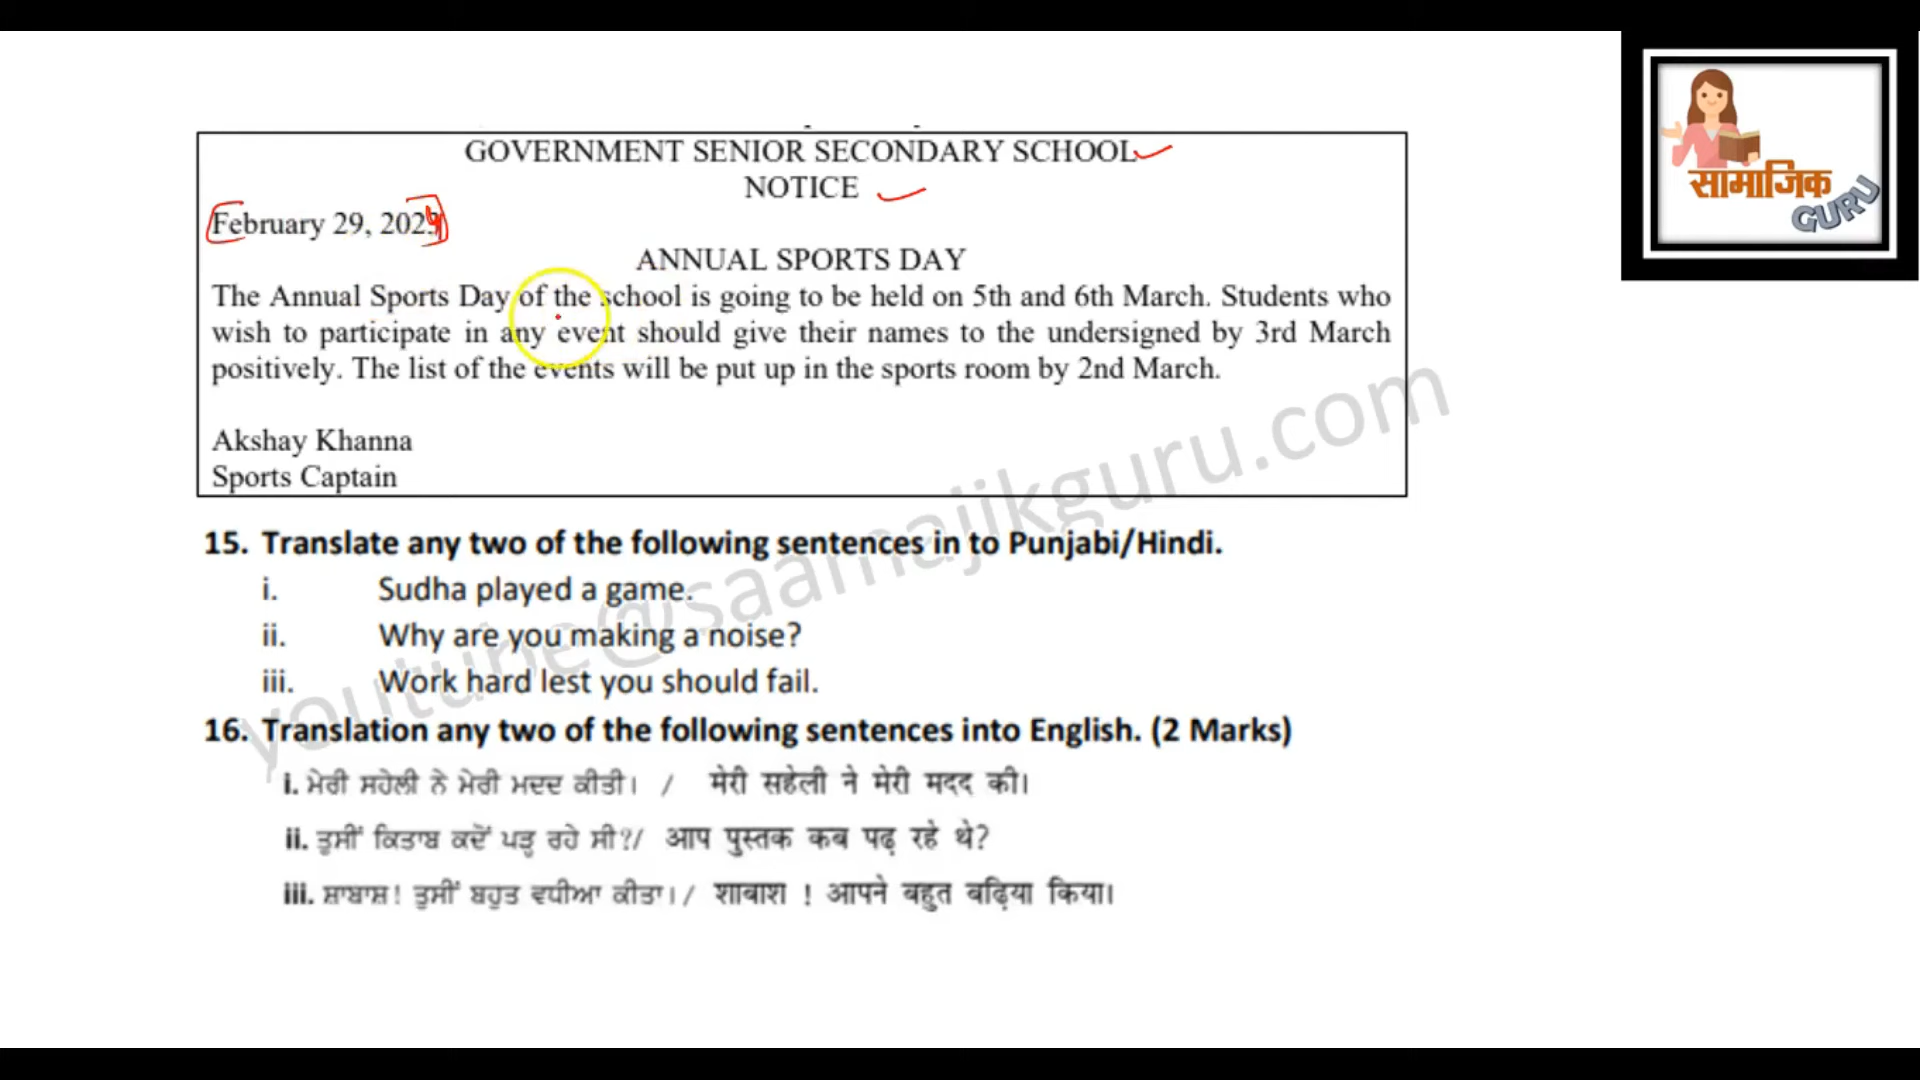 GOVERNMENT SENIOR SECONDARY SCHOOL
NOTICE
February 29, 2024
ANNUAL SPORTS DAY
The Annual Sports Day of the school is going to be held on 5th and 6th March. Students who
wish to participate in any event should give their names to the undersigned by 3rd March
positively. The list of the events will be put up in the sports room by 2nd March.
Akshay Khanna
Sports Captain
15. Translate any two of the following sentences in to Punjabi/Hindi.
i. Sudha played a game.
ii. Why are you making a noise?
iii. Work hard lest you should fail.
16. Translation any two of the following sentences into English. (2 Marks)
i. ਮੇਰੀ ਸਹੇਲੀ ਨੇ ਮੇਰੀ ਮਦਦ ਕੀਤੀ। / मेरी सहेली ने मेरी मदद की।
ii. ਤੁਸੀਂ ਕਿਤਾਬ ਕਦੋਂ ਪੜ੍ਹ ਰਹੇ ਸੀ?/ आप पुस्तक कब पढ़ रहे थे?
iii. ਸ਼ਾਬਾਸ਼! ਤੁਸੀਂ ਬਹੁਤ ਵਧੀਆ ਕੀਤਾ।/ शाबाश ! आपने बहुत बढ़िया किया।
youtube@saamajikguru.com
सामाजिक
GURU